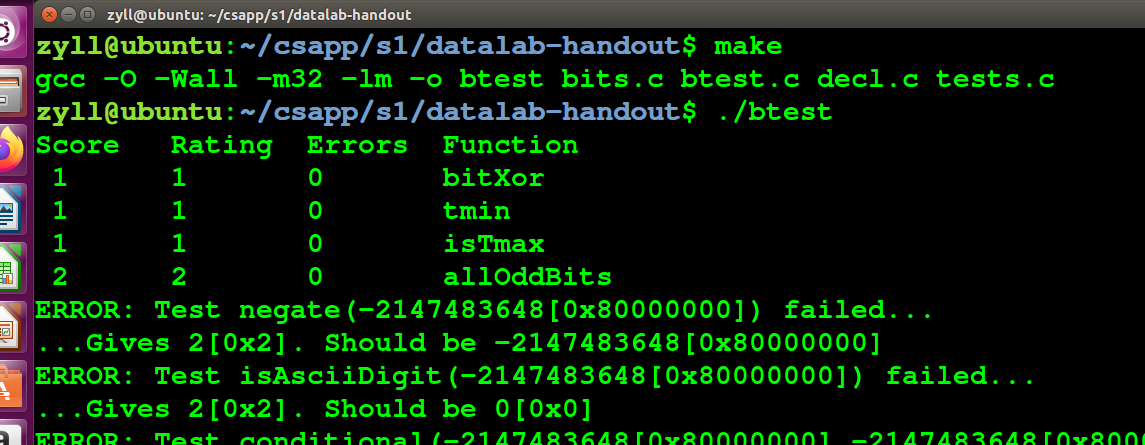 zyll@ubuntu: ~/csapp/s1/datalab-handout
zyll@ubuntu:~/csapp/s1/datalab-handout$ make
gcc -O -Wall -m32 -lm -o btest bits.c btest.c decl.c tests.c
zyll@ubuntu:~/csapp/s1/datalab-handout$ ./btest
Score Rating Errors Function
1 1 0 bitXor
1 1 0 tmin
1 1 0 isTmax
2 2 0 allOddBits
ERROR: Test negate(-2147483648[0x80000000]) failed...
...Gives 2[0x2]. Should be -2147483648[0x80000000]
ERROR: Test isAsciiDigit(-2147483648[0x80000000]) failed...
...Gives 2[0x2]. Should be 0[0x0]
ERROR: Test conditional(-2147483648[0x80000000],-2147483648[0x800